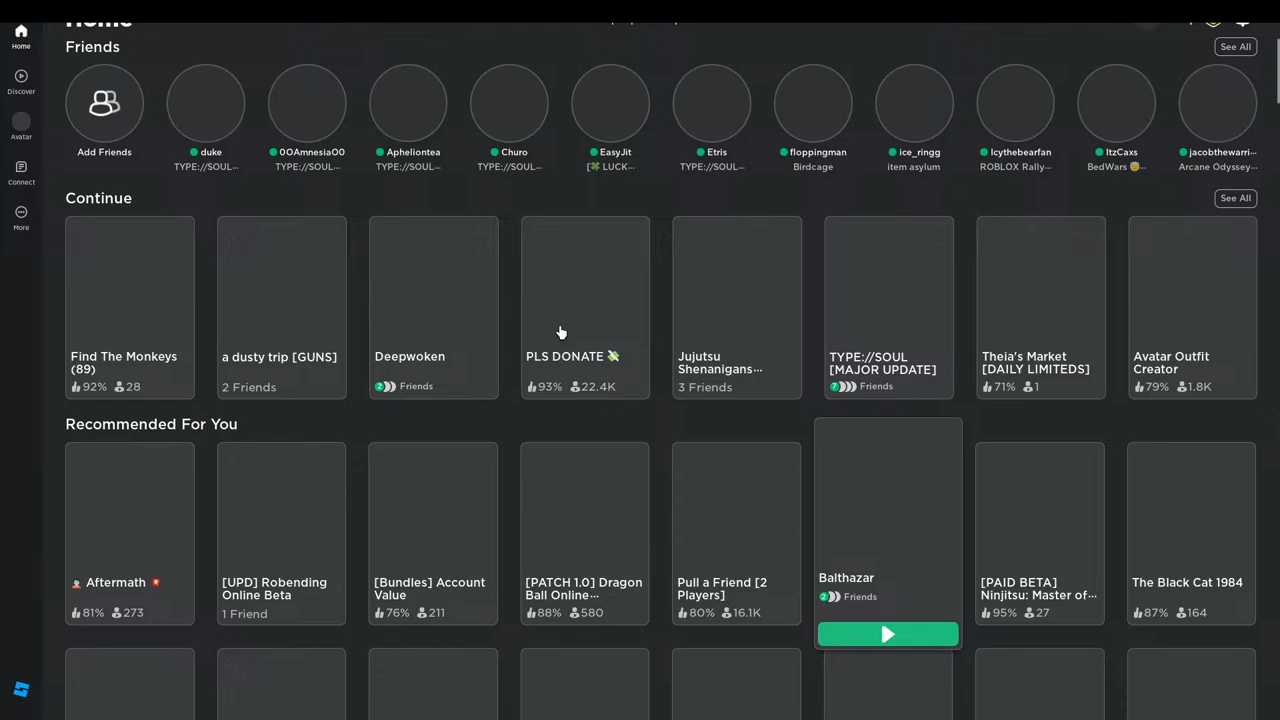 Home
Home
Discover
Avatar
Connect
More
Friends
See All
Add Friends
duke
TYPE://SOUL...
0OAmnesiaO0
TYPE://SOUL...
Apheliontea
TYPE://SOUL...
Churo
TYPE://SOUL...
EasyJit
[🍀 LUCK...
Etris
TYPE://SOUL...
floppingman
Birdcage
ice_ringg
item asylum
Icythebearfan
ROBLOX Rally...
ItzCaxs
BedWars 😑...
jacobthewarri...
Arcane Odyssey...
Continue
See All
Find The Monkeys
(89)
92% 28
a dusty trip [GUNS]
2 Friends
Deepwoken
2 Friends
PLS DONATE 💸
93% 22.4K
Jujutsu
Shenanigans...
3 Friends
TYPE://SOUL
[MAJOR UPDATE]
7 Friends
Theia's Market
[DAILY LIMITEDS]
71% 1
Avatar Outfit
Creator
79% 1.8K
Recommended For You
Aftermath 💥
81% 273
[UPD] Robending
Online Beta
1 Friend
[Bundles] Account
Value
76% 211
[PATCH 1.0] Dragon
Ball Online...
88% 580
Pull a Friend [2
Players]
80% 16.1K
Balthazar
2 Friends
[PAID BETA]
Ninjitsu: Master of...
95% 27
The Black Cat 1984
87% 164